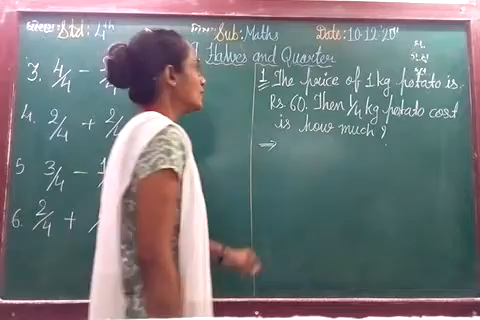 Std: 4th
Sub: Maths
Date: 10-12-20
Halves and Quarter
3. 4/4 -
4. 2/4 + 2/
5 3/4 - 1
6. 2/4 +
1 The price of 1 kg potato is
Rs 60. Then 1/4 kg potato cost
is how much?
⇒